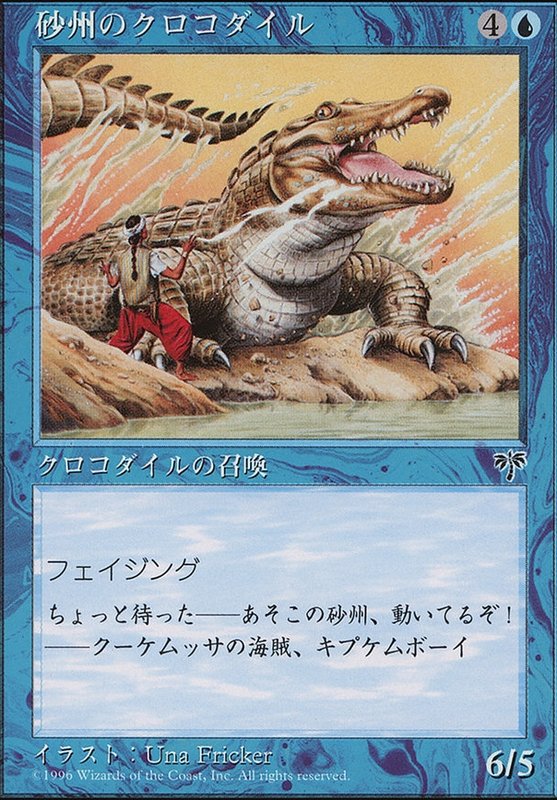 砂州のクロコダイル 4
クロコダイルの召喚
フェイジング
ちょっと待った──あそこの砂州、動いてるぞ！
──クーケムッサの海賊、キプケムボーイ
イラスト：Una Fricker
©1996 Wizards of the Coast, Inc. All rights reserved.
6/5